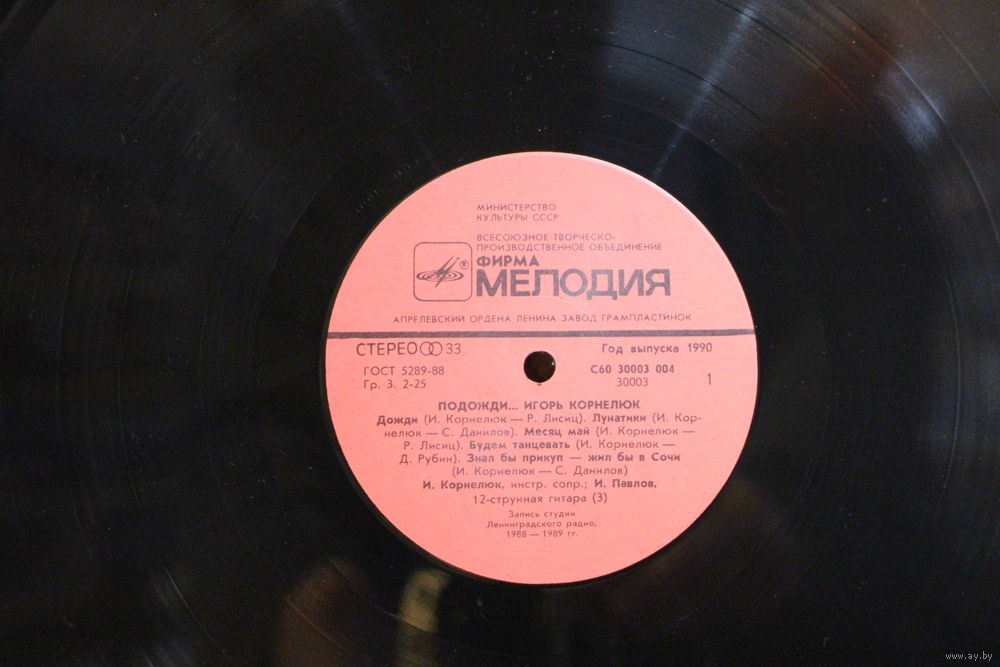 МИНИСТЕРСТВО
КУЛЬТУРЫ СССР
ВСЕСОЮЗНОЕ ТВОРЧЕСКО-
ПРОИЗВОДСТВЕННОЕ ОБЪЕДИНЕНИЕ
ФИРМА
® МЕЛОДИЯ
АПРЕЛЕВСКИЙ ОРДЕНА ЛЕНИНА ЗАВОД ГРАМПЛАСТИНОК
СТЕРЕО 33
Год выпуска 1990
ГОСТ 5289-88
Гр. 3. 2-25
С60 30003 004
30003
1
ПОДОЖДИ... ИГОРЬ КОРНЕЛЮК
Дожди (И. Корнелюк — Р. Лисиц). Лунатики (И. Кор-
нелюк — С. Данилов). Месяц май (И. Корнелюк —
Р. Лисиц). Будем танцевать (И. Корнелюк —
Д. Рубин). Знал бы прикуп — жил бы в Сочи
(И. Корнелюк — С. Данилов)
И. Корнелюк, инстр. сопр.; И. Павлов,
12-струнная гитара (3)
Запись студии
Ленинградского радио,
1988 — 1989 гг.
www.ay.by